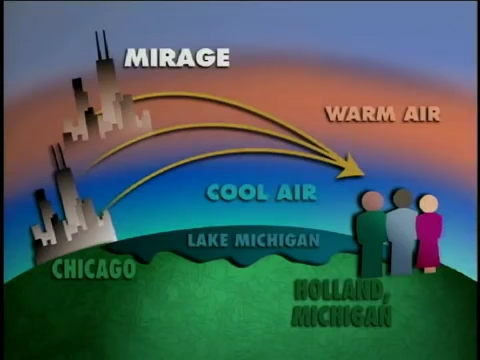 MIRAGE
WARM AIR
COOL AIR
LAKE MICHIGAN
CHICAGO
HOLLAND,
MICHIGAN